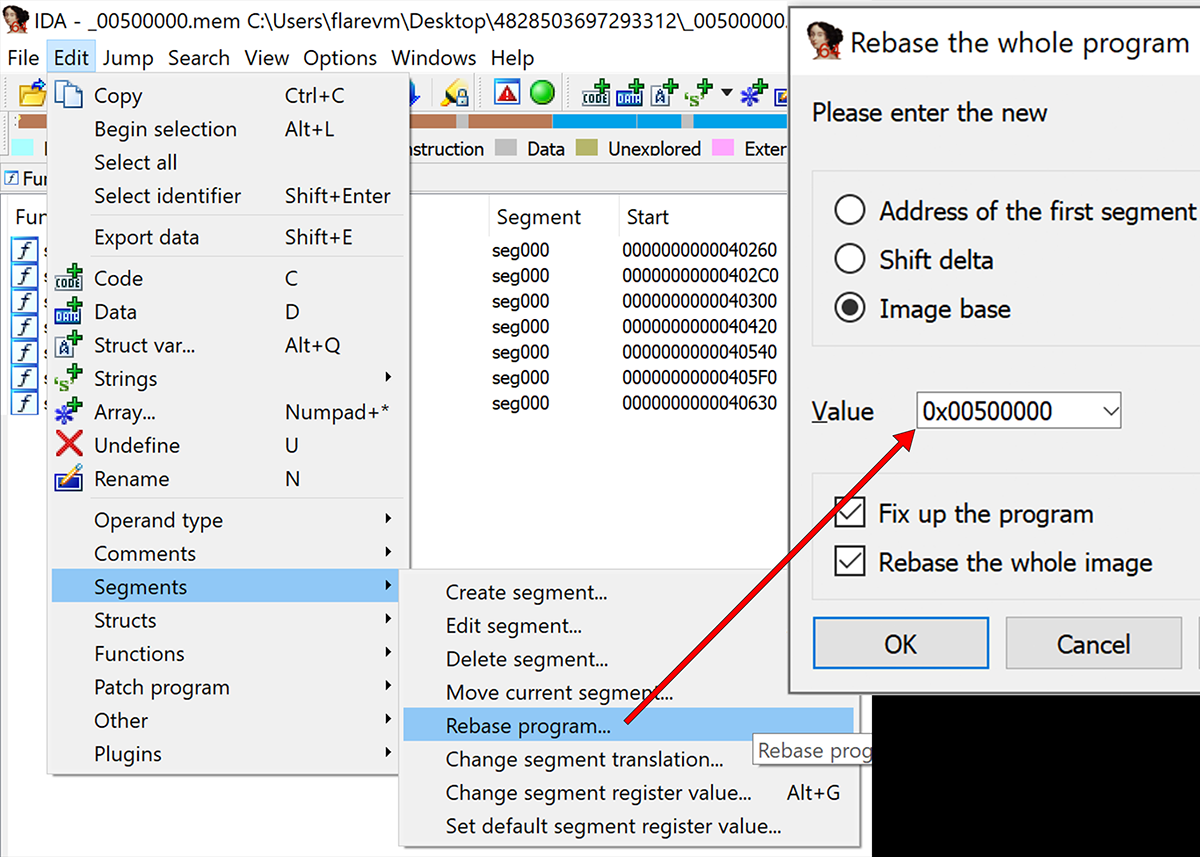 IDA - _00500000.mem C:\Users\flarevm\Desktop\4828503697293312\_00500000.
File Edit Jump Search View Options Windows Help
struction Data Unexplored Exter
Fur
Fur Segment Start
seg000 0000000000040260
seg000 00000000000402C0
seg000 0000000000040300
seg000 0000000000040420
seg000 0000000000040540
seg000 00000000000405F0
seg000 0000000000040630
Copy Ctrl+C
Begin selection Alt+L
Select all
Select identifier Shift+Enter
Export data Shift+E
Code C
Data D
Struct var... Alt+Q
Strings
Array... Numpad+*
Undefine U
Rename N
Operand type
Comments
Segments
Structs
Functions
Patch program
Other
Plugins
Create segment...
Edit segment...
Delete segment...
Move current segment...
Rebase program...
Rebase prog
Change segment translation...
Change segment register value... Alt+G
Set default segment register value...
Rebase the whole program
Please enter the new
Address of the first segment
Shift delta
Image base
Value 0x00500000
Fix up the program
Rebase the whole image
OK Cancel